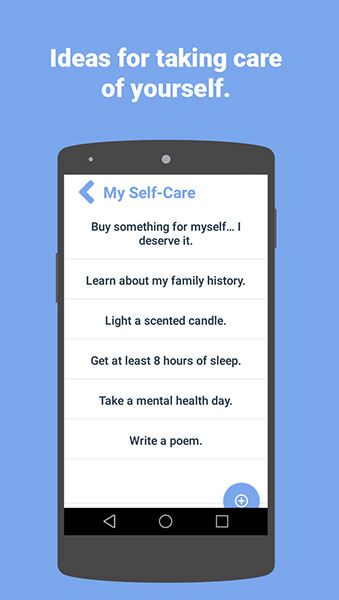 Ideas for taking care
of yourself.
My Self-Care
Buy something for myself... I
deserve it.
Learn about my family history.
Light a scented candle.
Get at least 8 hours of sleep.
Take a mental health day.
Write a poem.